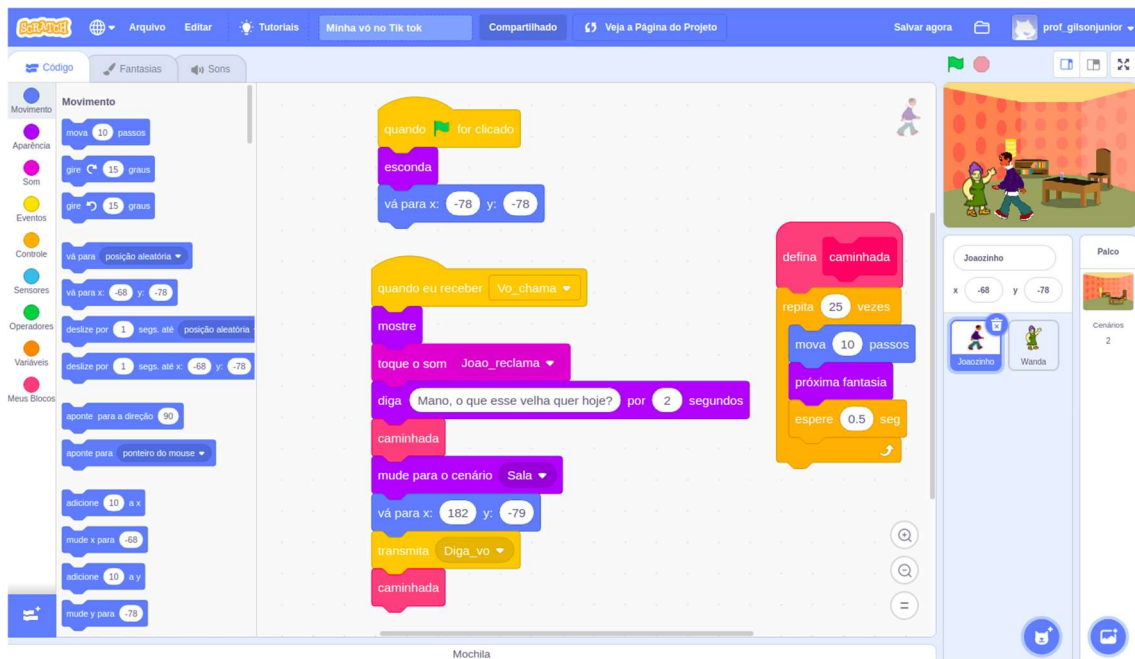 SCRATCH
Arquivo
Editar
Tutoriais
Minha vó no Tik tok
Compartilhado
Veja a Página do Projeto
Salvar agora
prof_gilsonjunior
Código
Fantasias
Sons
Movimento
Aparência
Som
Eventos
Controle
Sensores
Operadores
Variáveis
Meus Blocos
Movimento
mova 10 passos
gire 15 graus
gire 15 graus
vá para posição aleatória
vá para x: -68 y: -78
deslize por 1 segs. até posição aleatória
deslize por 1 segs. até x: -68 y: -78
aponte para a direção 90
aponte para ponteiro do mouse
adicione 10 a x
mude x para -68
adicione 10 a y
mude y para -78
quando for clicado
esconda
vá para x: -78 y: -78
quando eu receber Vo_chama
mostre
toque o som Joao_reclama
diga Mano, o que esse velha quer hoje? por 2 segundos
caminhada
mude para o cenário Sala
vá para x: 182 y: -79
transmita Diga_vo
caminhada
defina caminhada
repita 25 vezes
mova 10 passos
próxima fantasia
espere 0.5 seg
Joaozinho
x -68 y -78
Joaozinho
Wanda
Palco
Cenários
2
Mochila